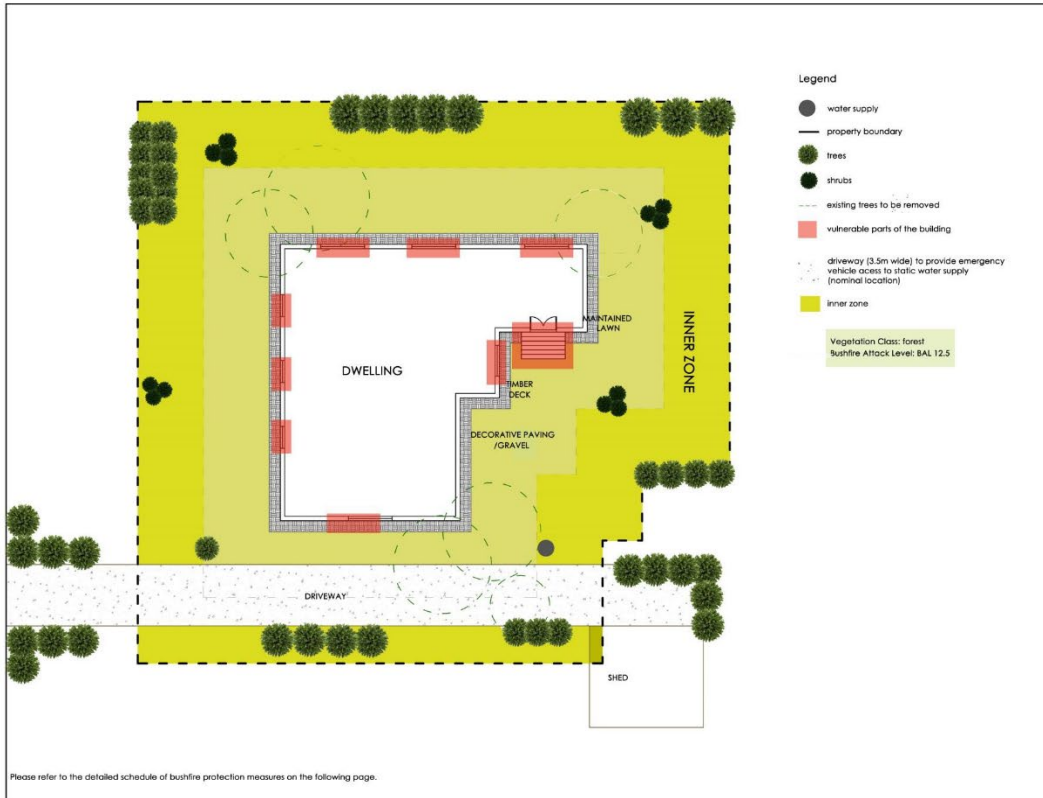 Legend
water supply
property boundary
trees
shrubs
existing trees to be removed
vulnerable parts of the building
driveway (3.5m wide) to provide emergency
vehicle acess to static water supply
(nominal location)
inner zone
Vegetation Class: forest
Bushfire Attack Level: BAL 12.5
INNER ZONE
MAINTAINED
LAWN
DWELLING
TIMBER
DECK
DECORATIVE PAVING
/GRAVEL
DRIVEWAY
SHED
Please refer to the detailed schedule of bushfire protection measures on the following page.